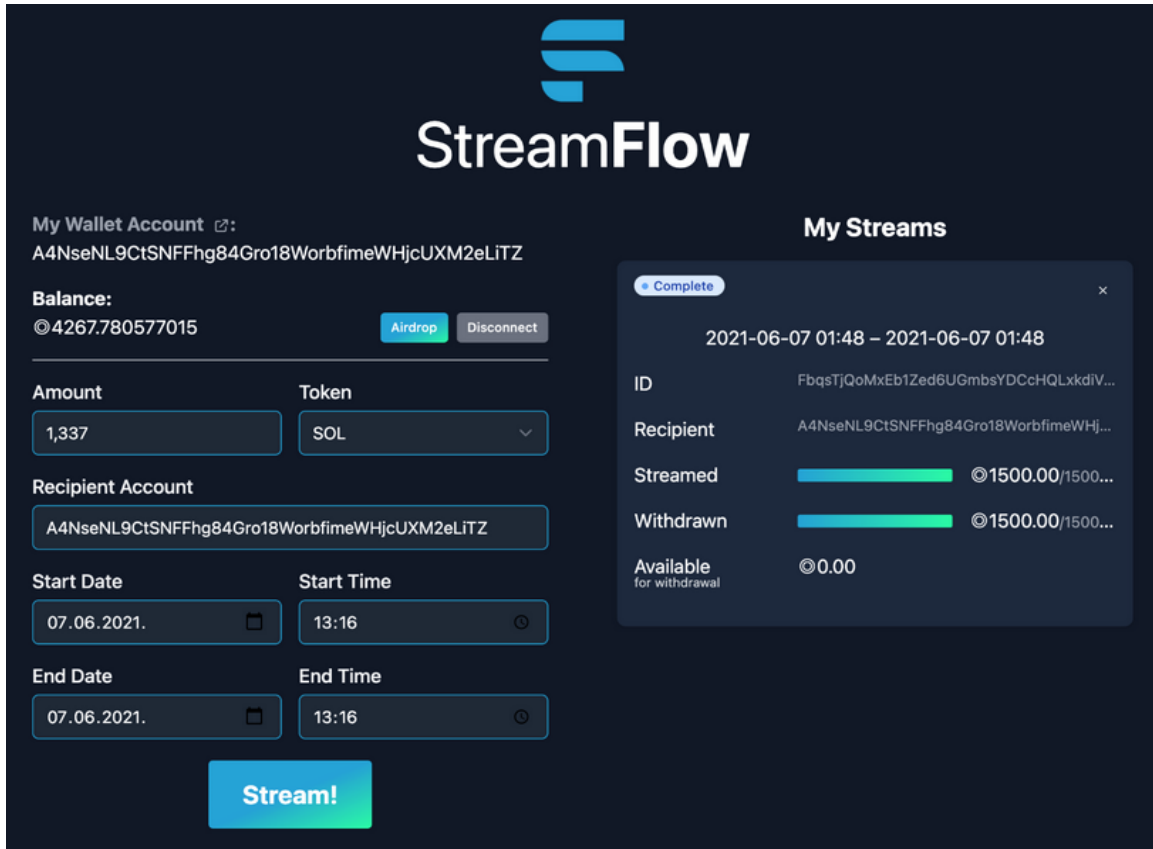 StreamFlow
My Wallet Account :
A4NseNL9CtSNFFhg84Gro18WorbfimeWHjcUXM2eLiTZ
Balance:
◎4267.780577015
Airdrop
Disconnect
Amount
Token
1,337
SOL
Recipient Account
A4NseNL9CtSNFFhg84Gro18WorbfimeWHjcUXM2eLiTZ
Start Date
Start Time
07.06.2021.
13:16
End Date
End Time
07.06.2021.
13:16
Stream!
My Streams
Complete
×
2021-06-07 01:48 – 2021-06-07 01:48
ID
FbqsTjQoMxEb1Zed6UGmbsYDCcHQLxkdiV...
Recipient
A4NseNL9CtSNFFhg84Gro18WorbfimeWHj...
Streamed
◎1500.00/1500...
Withdrawn
◎1500.00/1500...
Available
for withdrawal
◎0.00